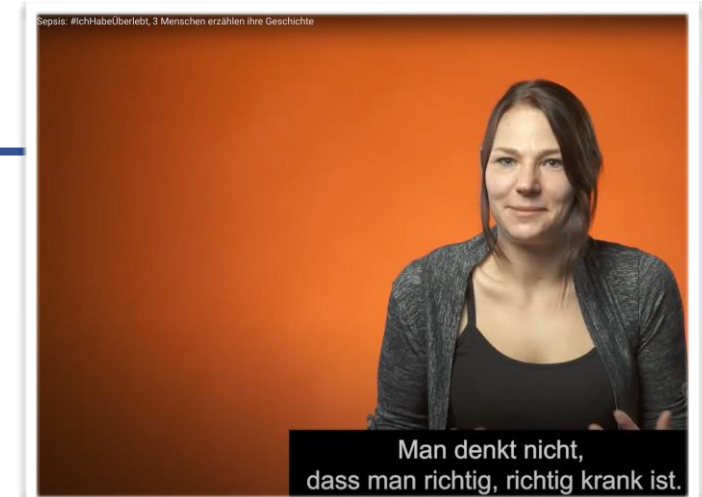 Sepsis: #IchHabeÜberlebt, 3 Menschen erzählen ihre Geschichte
Man denkt nicht,
dass man richtig, richtig krank ist.